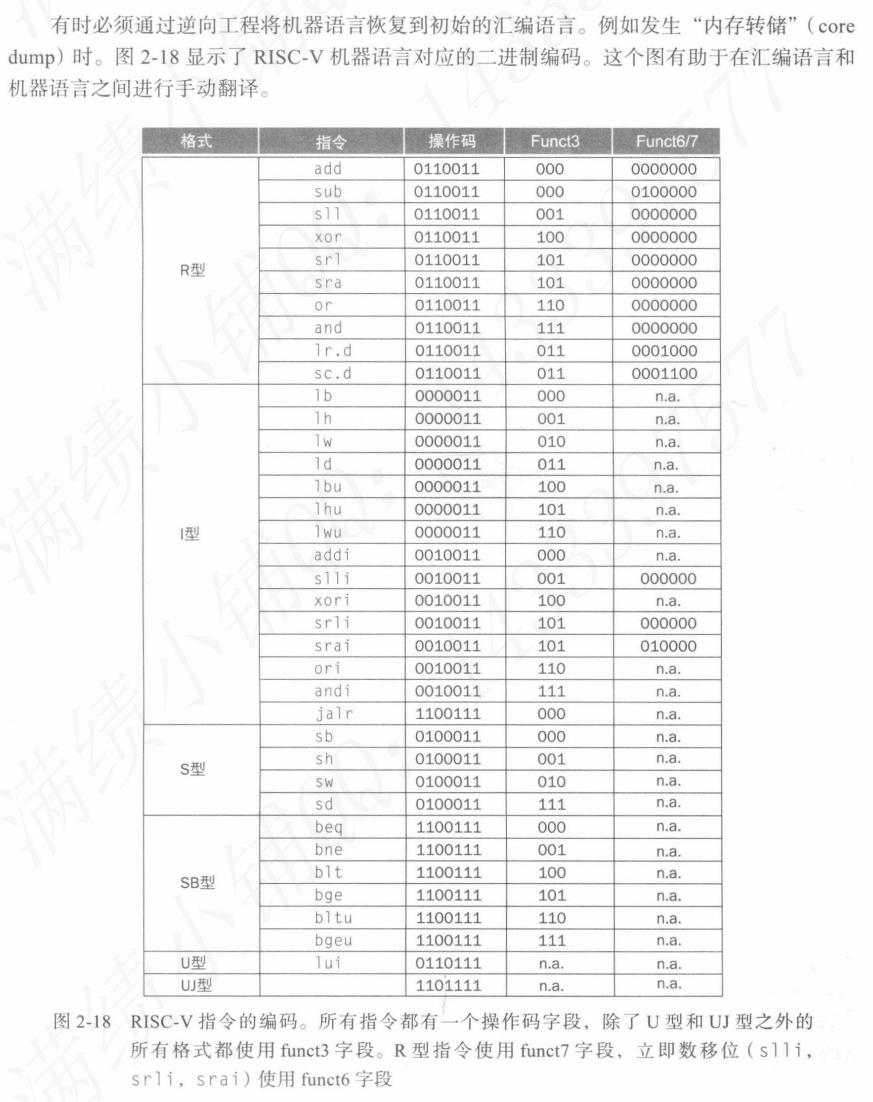 有时必须通过逆向工程将机器语言恢复到初始的汇编语言。例如发生“内存转储”（core
dump）时。图 2-18 显示了 RISC-V 机器语言对应的二进制编码。这个图有助于在汇编语言和
机器语言之间进行手动翻译。
格式 指令 操作码 Funct3 Funct6/7
R型
add 0110011 000 0000000
sub 0110011 000 0100000
sll 0110011 001 0000000
xor 0110011 100 0000000
srl 0110011 101 0000000
sra 0110011 101 0000000
or 0110011 110 0000000
and 0110011 111 0000000
lr.d 0110011 011 0001000
sc.d 0110011 011 0001100
I型
lb 0000011 000 n.a.
lh 0000011 001 n.a.
lw 0000011 010 n.a.
ld 0000011 011 n.a.
lbu 0000011 100 n.a.
lhu 0000011 101 n.a.
lwu 0000011 110 n.a.
addi 0010011 000 n.a.
slli 0010011 001 000000
xori 0010011 100 n.a.
srli 0010011 101 000000
srai 0010011 101 010000
ori 0010011 110 n.a.
andi 0010011 111 n.a.
jalr 1100111 000 n.a.
S型
sb 0100011 000 n.a.
sh 0100011 001 n.a.
sw 0100011 010 n.a.
sd 0100011 111 n.a.
SB型
beq 1100111 000 n.a.
bne 1100111 001 n.a.
blt 1100111 100 n.a.
bge 1100111 101 n.a.
bltu 1100111 110 n.a.
bgeu 1100111 111 n.a.
U型 lui 0110111 n.a. n.a.
UJ型 1101111 n.a. n.a.
图 2-18 RISC-V 指令的编码。所有指令都有一个操作码字段，除了 U 型和 UJ 型之外的
所有格式都使用 funct3 字段。R 型指令使用 funct7 字段，立即数移位（slli，
srli，srai）使用 funct6 字段
满绩小铺QQ：1433397577